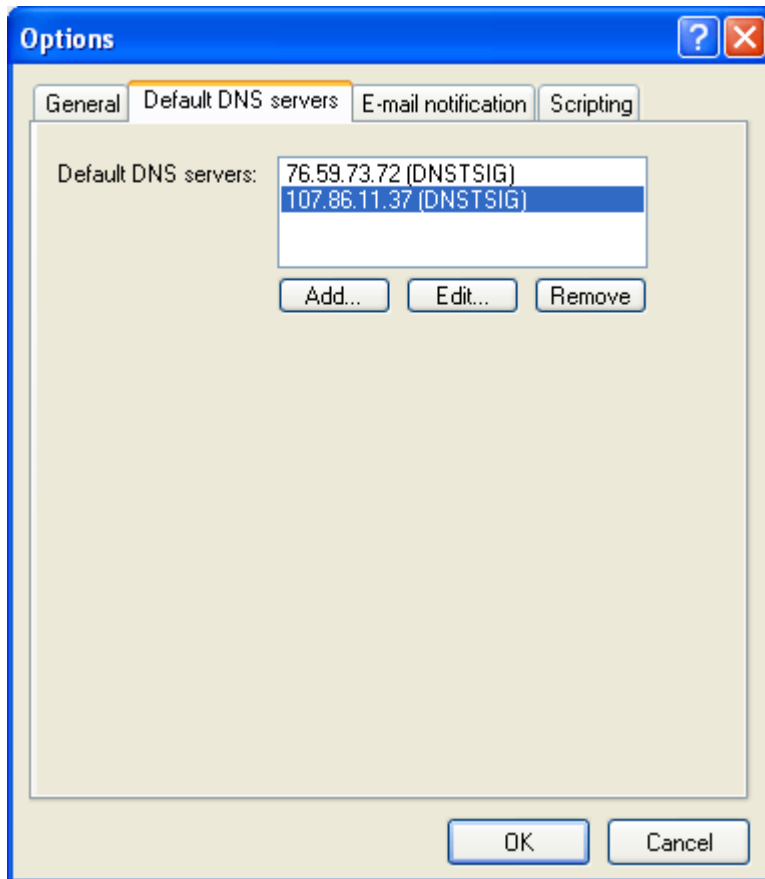 Options
General Default DNS servers E-mail notification Scripting
Default DNS servers: 76.59.73.72 (DNSTSIG)
107.86.11.37 (DNSTSIG)
Add... Edit... Remove
OK Cancel